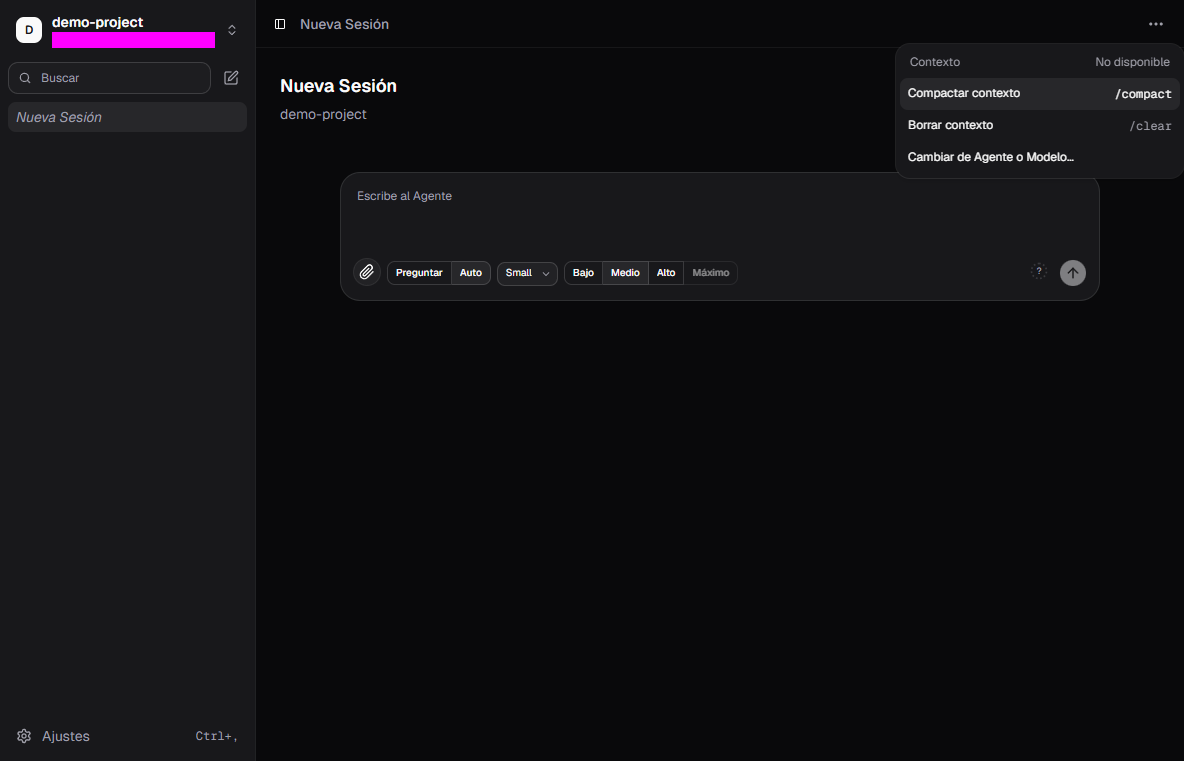 D
demo-project
Buscar
Nueva Sesión
Ajustes
Ctrl+,
Nueva Sesión
Nueva Sesión
demo-project
Contexto
No disponible
Compactar contexto
/compact
Borrar contexto
/clear
Cambiar de Agente o Modelo...
Escribe al Agente
Preguntar
Auto
Small
Bajo
Medio
Alto
Máximo
?